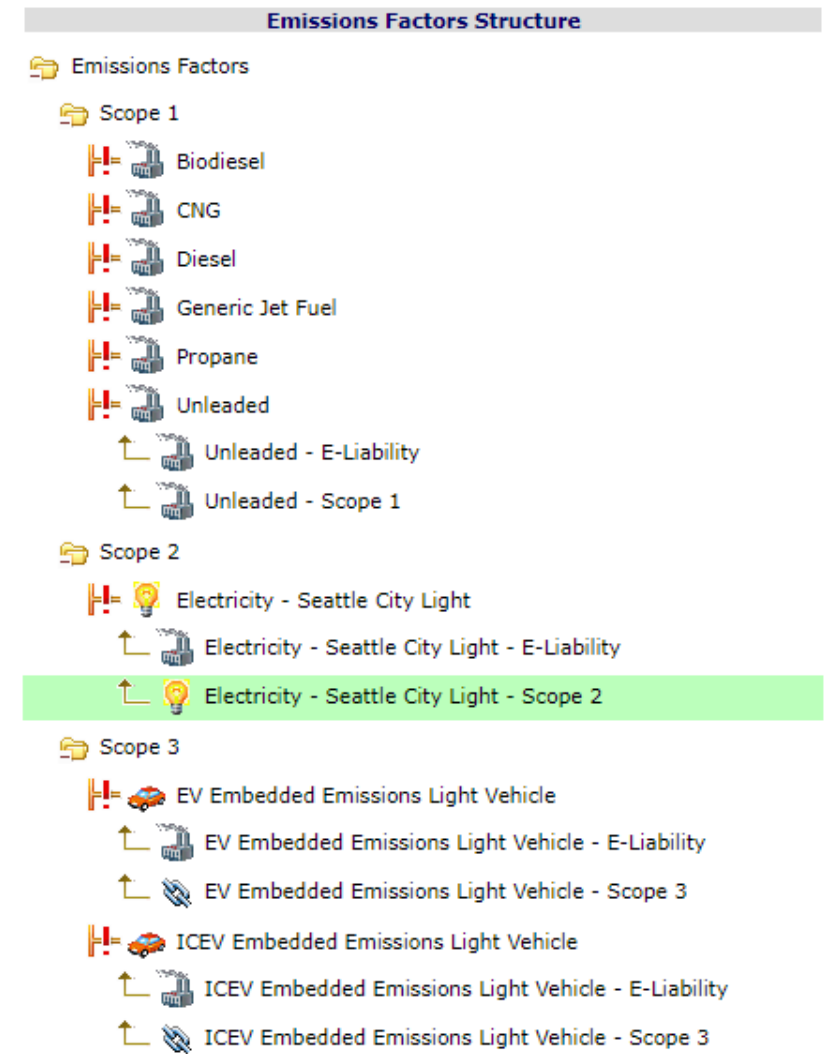 Emissions Factors Structure
Emissions Factors
Scope 1
Biodiesel
CNG
Diesel
Generic Jet Fuel
Propane
Unleaded
Unleaded - E-Liability
Unleaded - Scope 1
Scope 2
Electricity - Seattle City Light
Electricity - Seattle City Light - E-Liability
Electricity - Seattle City Light - Scope 2
Scope 3
EV Embedded Emissions Light Vehicle
EV Embedded Emissions Light Vehicle - E-Liability
EV Embedded Emissions Light Vehicle - Scope 3
ICEV Embedded Emissions Light Vehicle
ICEV Embedded Emissions Light Vehicle - E-Liability
ICEV Embedded Emissions Light Vehicle - Scope 3